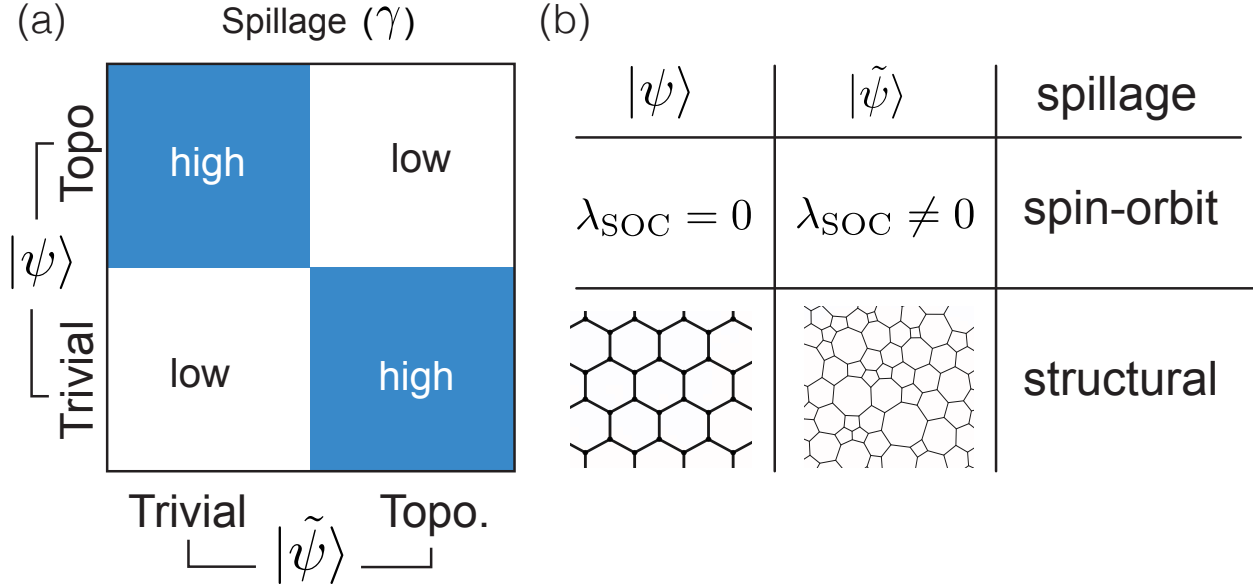 (a)
Spillage (γ)
Topo
|ψ⟩
Trivial
high
low
low
high
Trivial
Topo.
|ψ̃⟩
(b)
|ψ⟩ |ψ̃⟩ spillage
λSOC = 0 λSOC ≠ 0 spin-orbit
structural